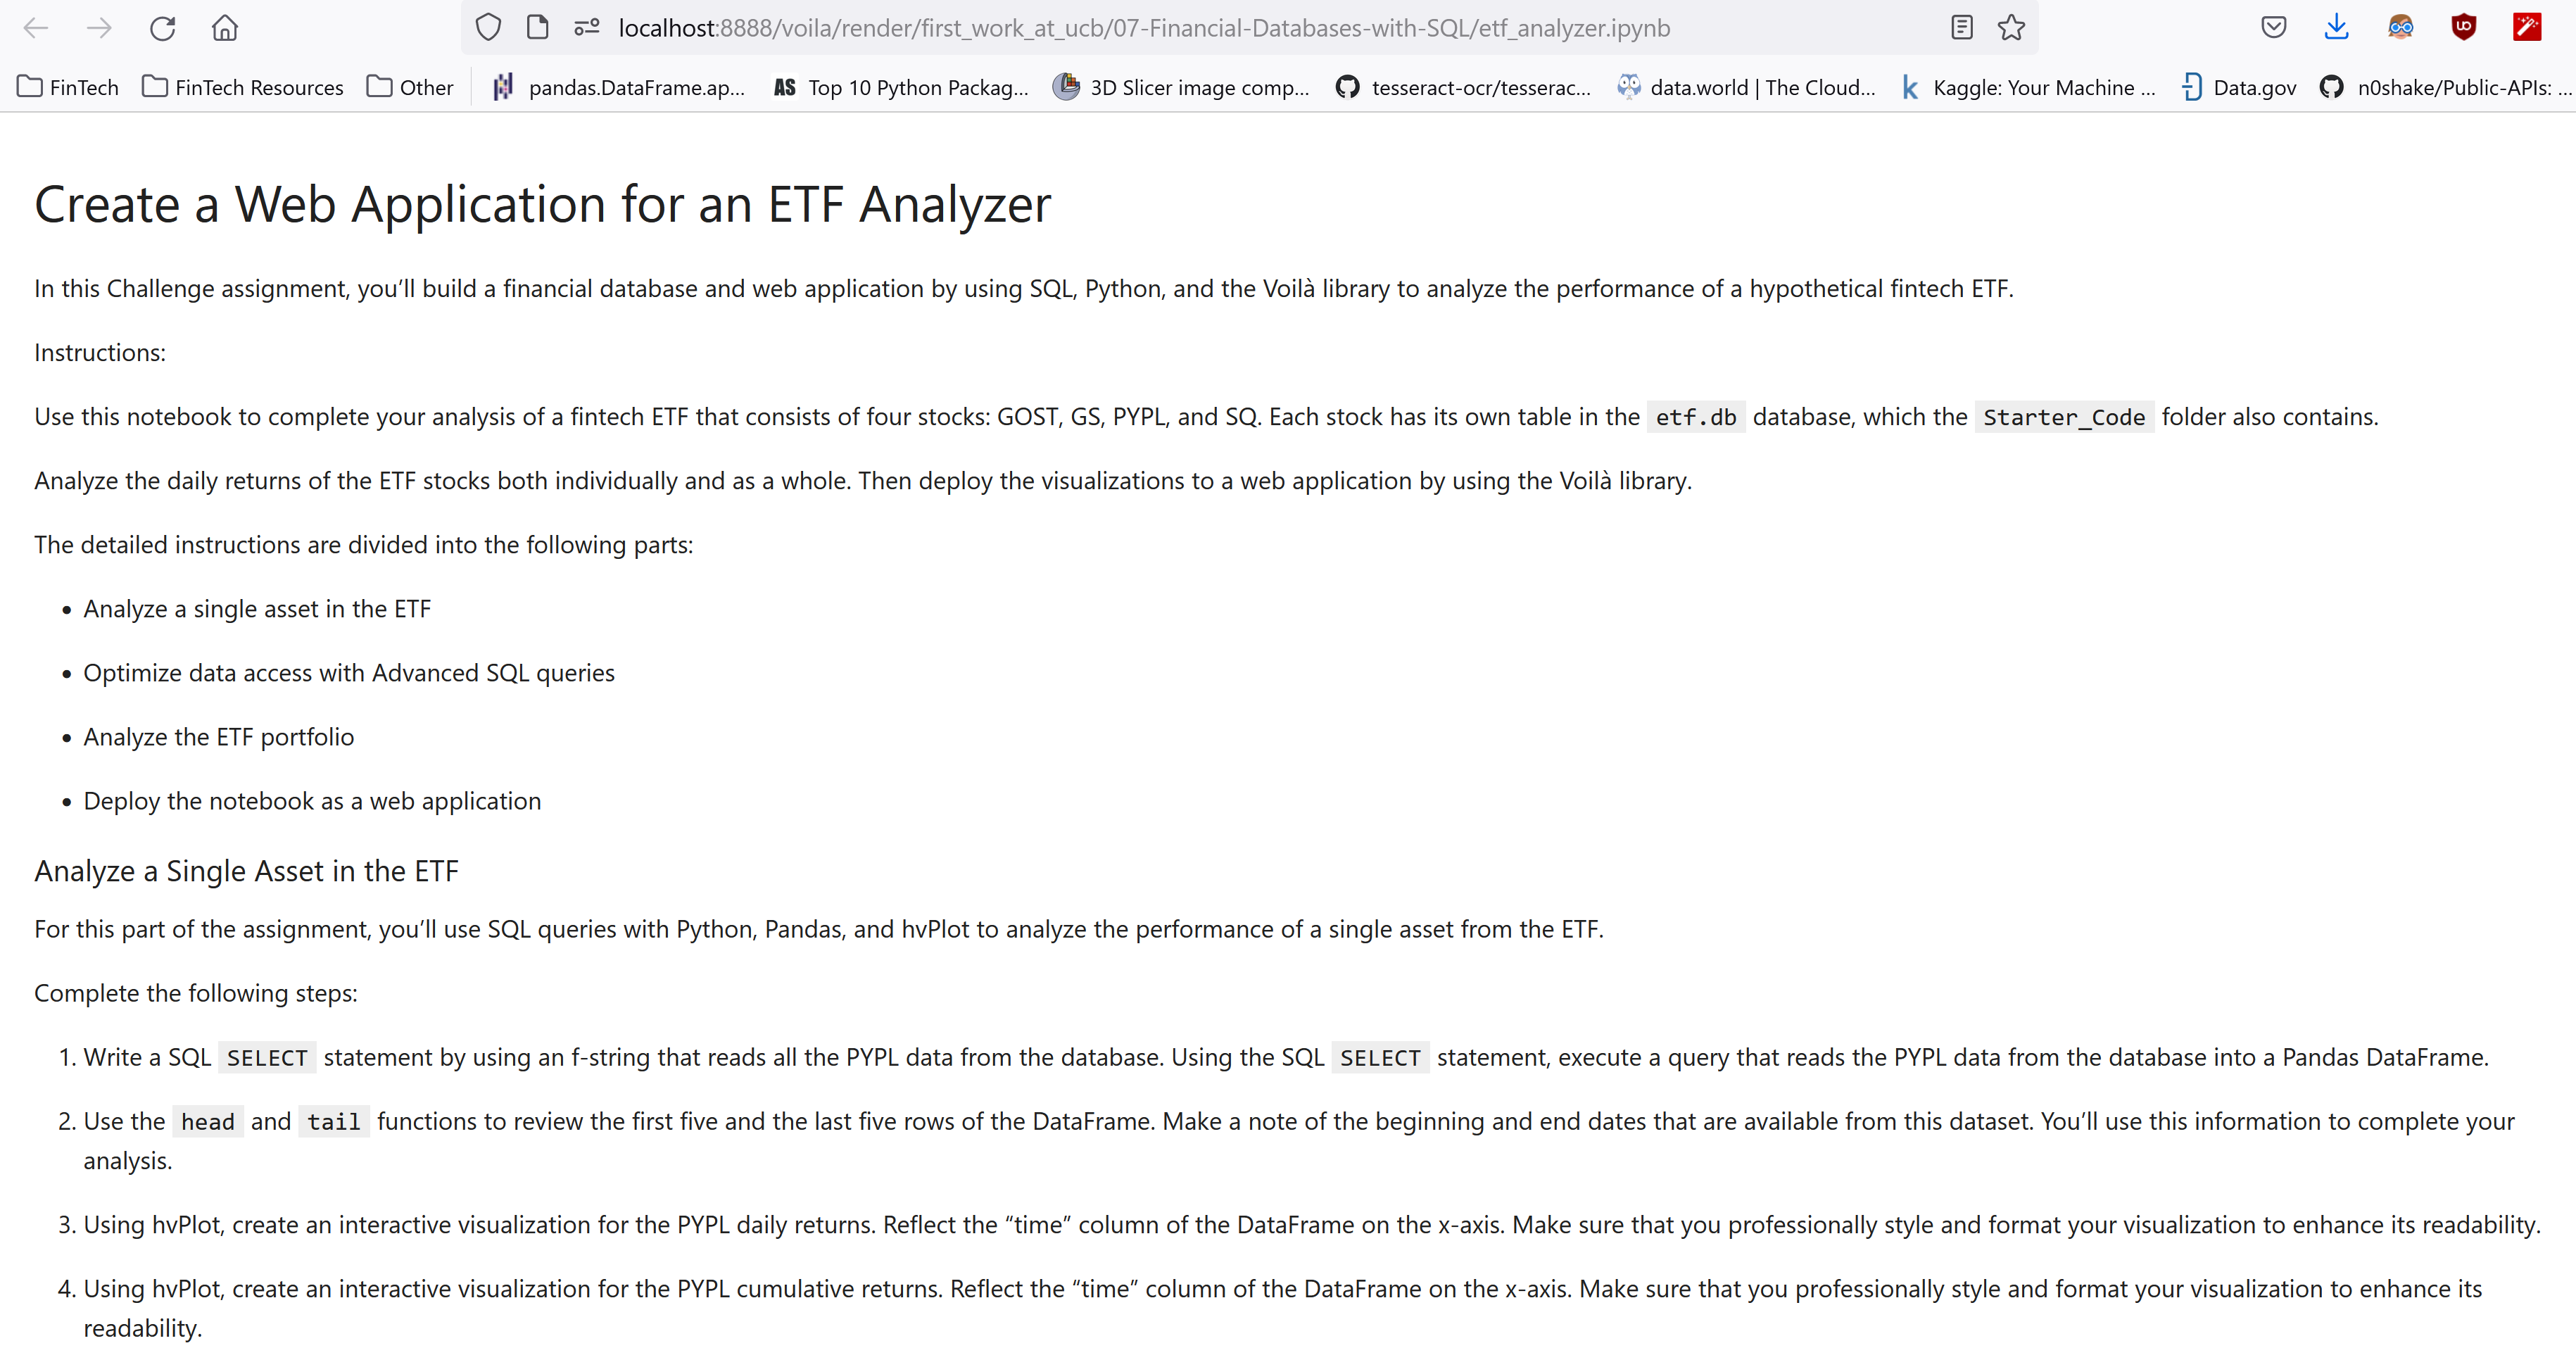 localhost:8888/voila/render/first_work_at_ucb/07-Financial-Databases-with-SQL/etf_analyzer.ipynb
FinTech FinTech Resources Other pandas.DataFrame.ap... AS Top 10 Python Packag... 3D Slicer image comp... tesseract-ocr/tesserac... data.world | The Cloud... k Kaggle: Your Machine ... Data.gov n0shake/Public-APIs: ...
Create a Web Application for an ETF Analyzer
In this Challenge assignment, you’ll build a financial database and web application by using SQL, Python, and the Voilà library to analyze the performance of a hypothetical fintech ETF.
Instructions:
Use this notebook to complete your analysis of a fintech ETF that consists of four stocks: GOST, GS, PYPL, and SQ. Each stock has its own table in the etf.db database, which the Starter_Code folder also contains.
Analyze the daily returns of the ETF stocks both individually and as a whole. Then deploy the visualizations to a web application by using the Voilà library.
The detailed instructions are divided into the following parts:
• Analyze a single asset in the ETF
• Optimize data access with Advanced SQL queries
• Analyze the ETF portfolio
• Deploy the notebook as a web application
Analyze a Single Asset in the ETF
For this part of the assignment, you’ll use SQL queries with Python, Pandas, and hvPlot to analyze the performance of a single asset from the ETF.
Complete the following steps:
1. Write a SQL SELECT statement by using an f-string that reads all the PYPL data from the database. Using the SQL SELECT statement, execute a query that reads the PYPL data from the database into a Pandas DataFrame.
2. Use the head and tail functions to review the first five and the last five rows of the DataFrame. Make a note of the beginning and end dates that are available from this dataset. You’ll use this information to complete your
analysis.
3. Using hvPlot, create an interactive visualization for the PYPL daily returns. Reflect the “time” column of the DataFrame on the x-axis. Make sure that you professionally style and format your visualization to enhance its readability.
4. Using hvPlot, create an interactive visualization for the PYPL cumulative returns. Reflect the “time” column of the DataFrame on the x-axis. Make sure that you professionally style and format your visualization to enhance its
readability.